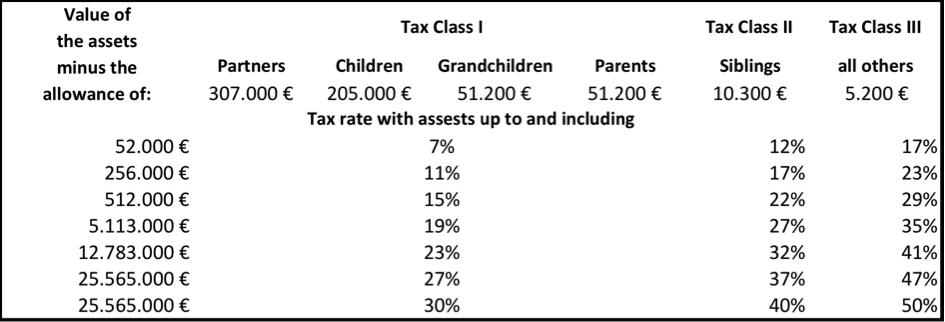 Value of
the assets
minus the
allowance of:
Tax Class I Tax Class II Tax Class III
Partners Children Grandchildren Parents Siblings all others
307.000 € 205.000 € 51.200 € 51.200 € 10.300 € 5.200 €
Tax rate with assests up to and including
52.000 € 7% 12% 17%
256.000 € 11% 17% 23%
512.000 € 15% 22% 29%
5.113.000 € 19% 27% 35%
12.783.000 € 23% 32% 41%
25.565.000 € 27% 37% 47%
25.565.000 € 30% 40% 50%